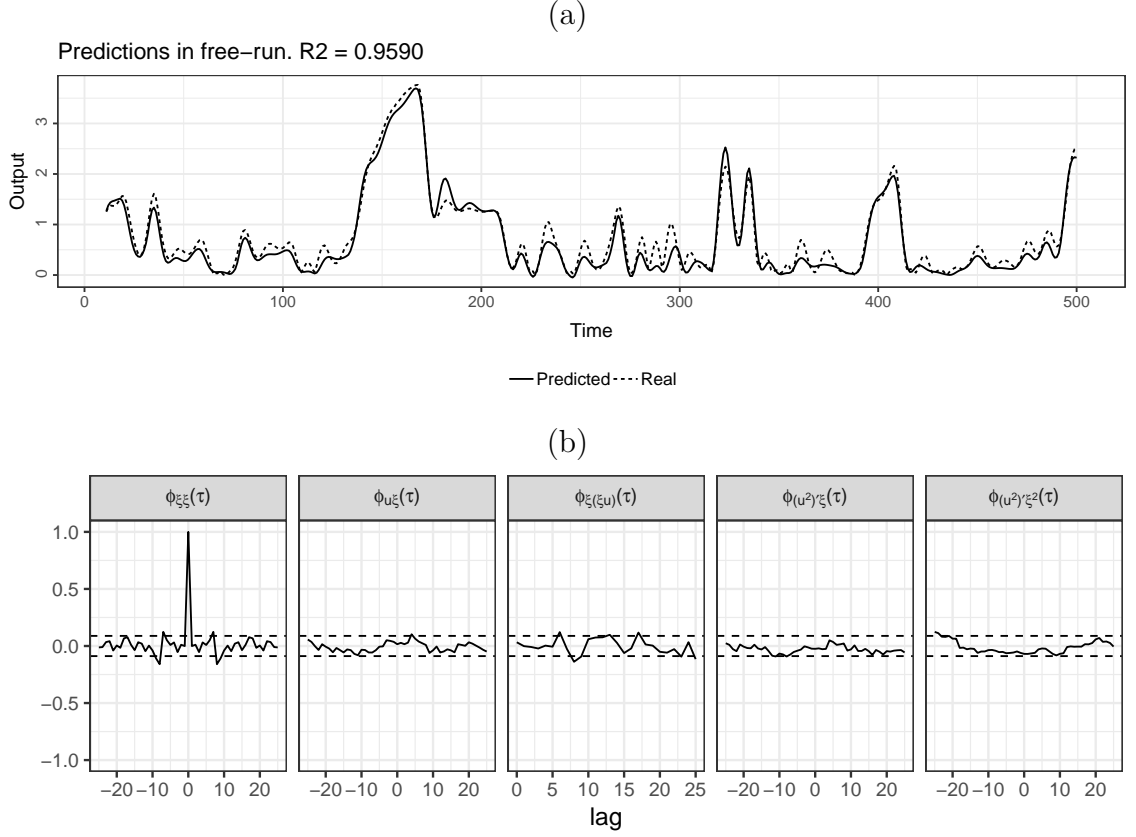 (a)
Predictions in free−run. R2 = 0.9590
Output
3
2
1
0
0 100 200 300 400 500
Time
Predicted Real
(b)
ϕξξ(τ) ϕuξ(τ) ϕξ(ξu)(τ) ϕ(u²)′ξ(τ) ϕ(u²)′ξ²(τ)
1.0
0.5
0.0
−0.5
−1.0
−20 −10 0 10 20 −20 −10 0 10 20 0 5 10 15 20 25 −20 −10 0 10 20 −20 −10 0 10 20
lag